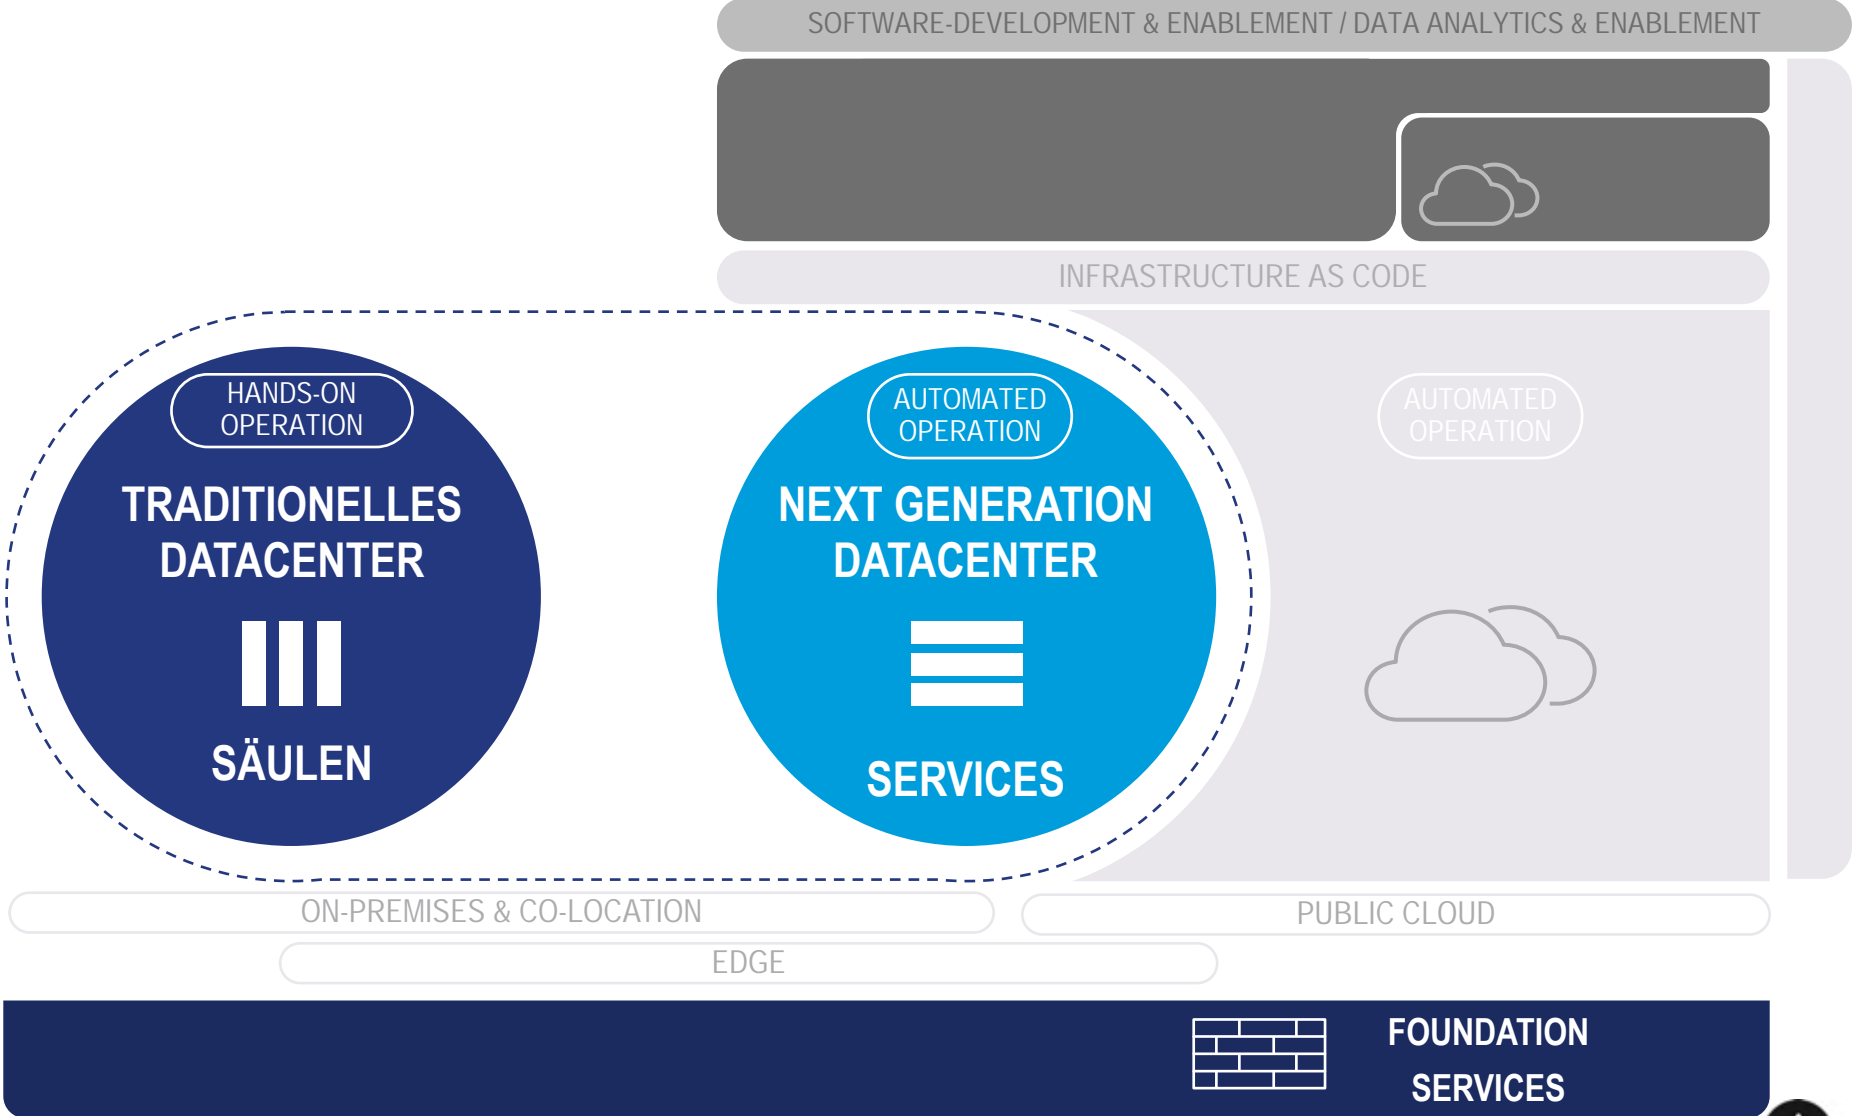 SOFTWARE-DEVELOPMENT & ENABLEMENT / DATA ANALYTICS & ENABLEMENT
INFRASTRUCTURE AS CODE
HANDS-ON
OPERATION
TRADITIONELLES
DATACENTER
SÄULEN
AUTOMATED
OPERATION
NEXT GENERATION
DATACENTER
SERVICES
AUTOMATED
OPERATION
ON-PREMISES & CO-LOCATION
PUBLIC CLOUD
EDGE
FOUNDATION
SERVICES